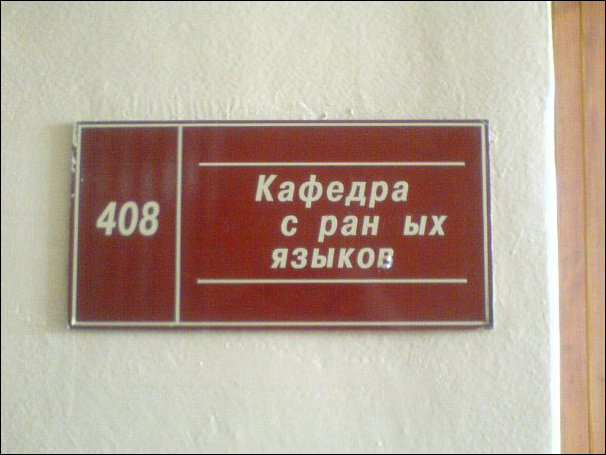 408
Кафедра
с ран ых
языков